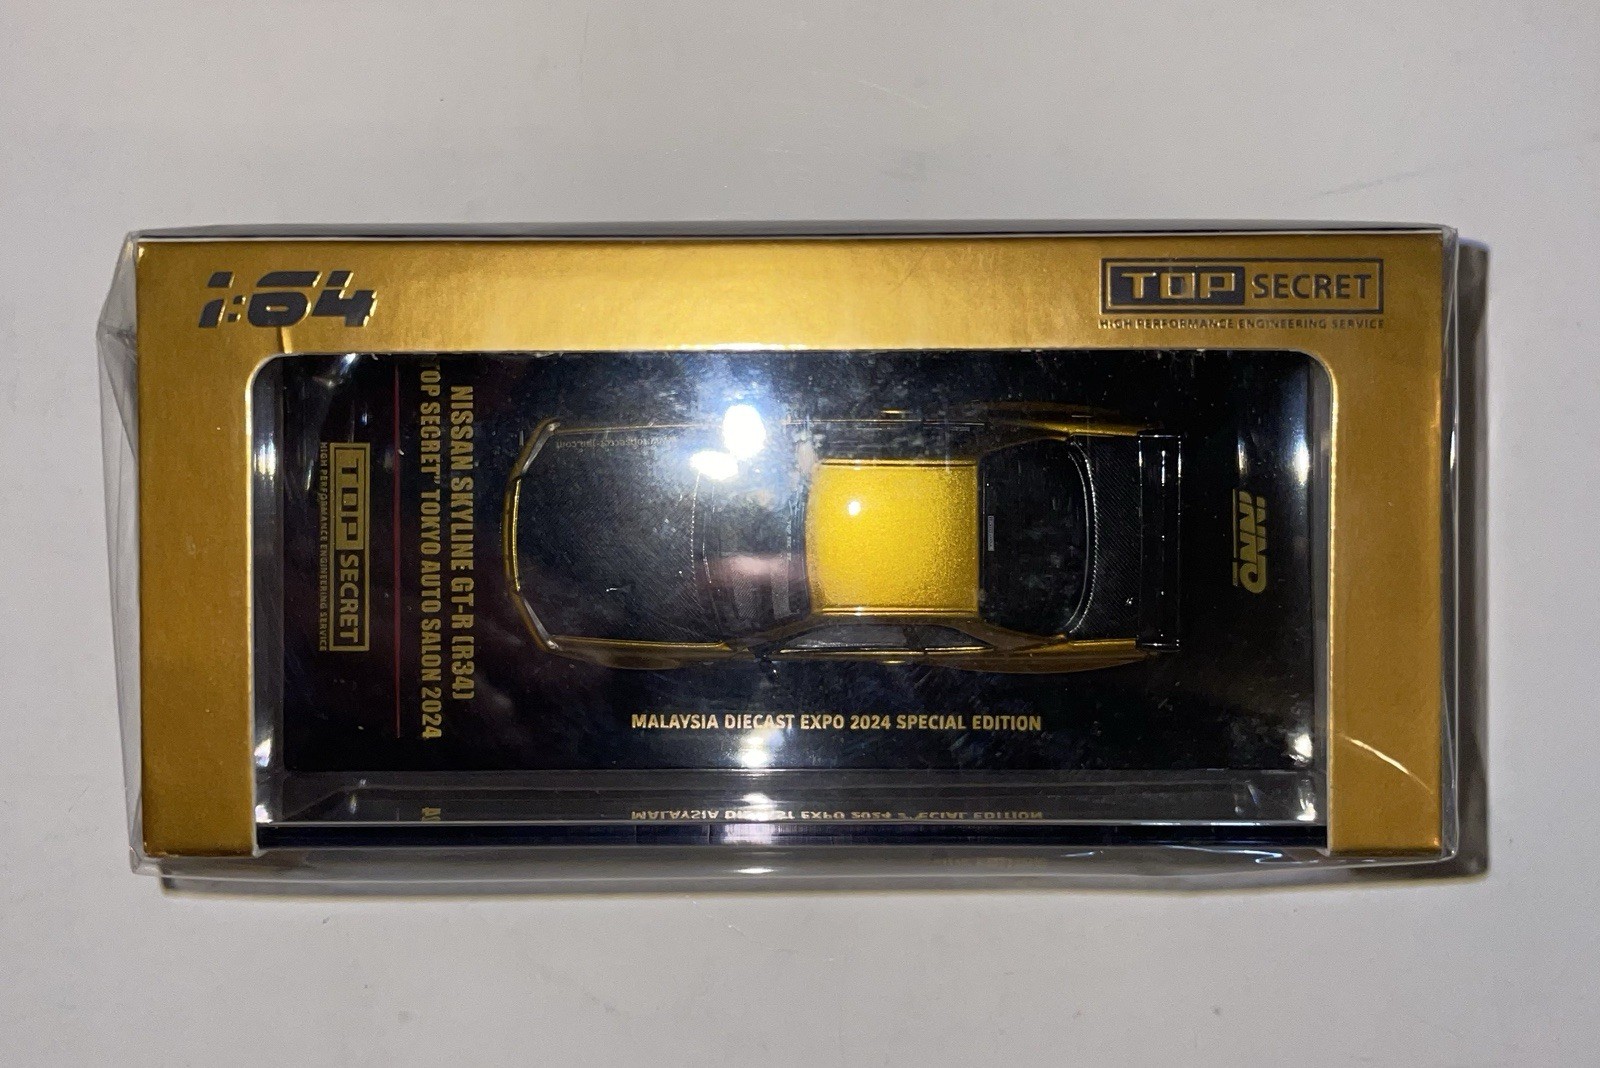 1:64
TOP SECRET
HIGH PERFORMANCE ENGINEERING SERVICE
NISSAN SKYLINE GT-R (R34)
TOP SECRET" TOKYO AUTO SALON 2024
TOP SECRET
HIGH PERFORMANCE ENGINEERING SERVICE
INNO
MALAYSIA DIECAST EXPO 2024 SPECIAL EDITION